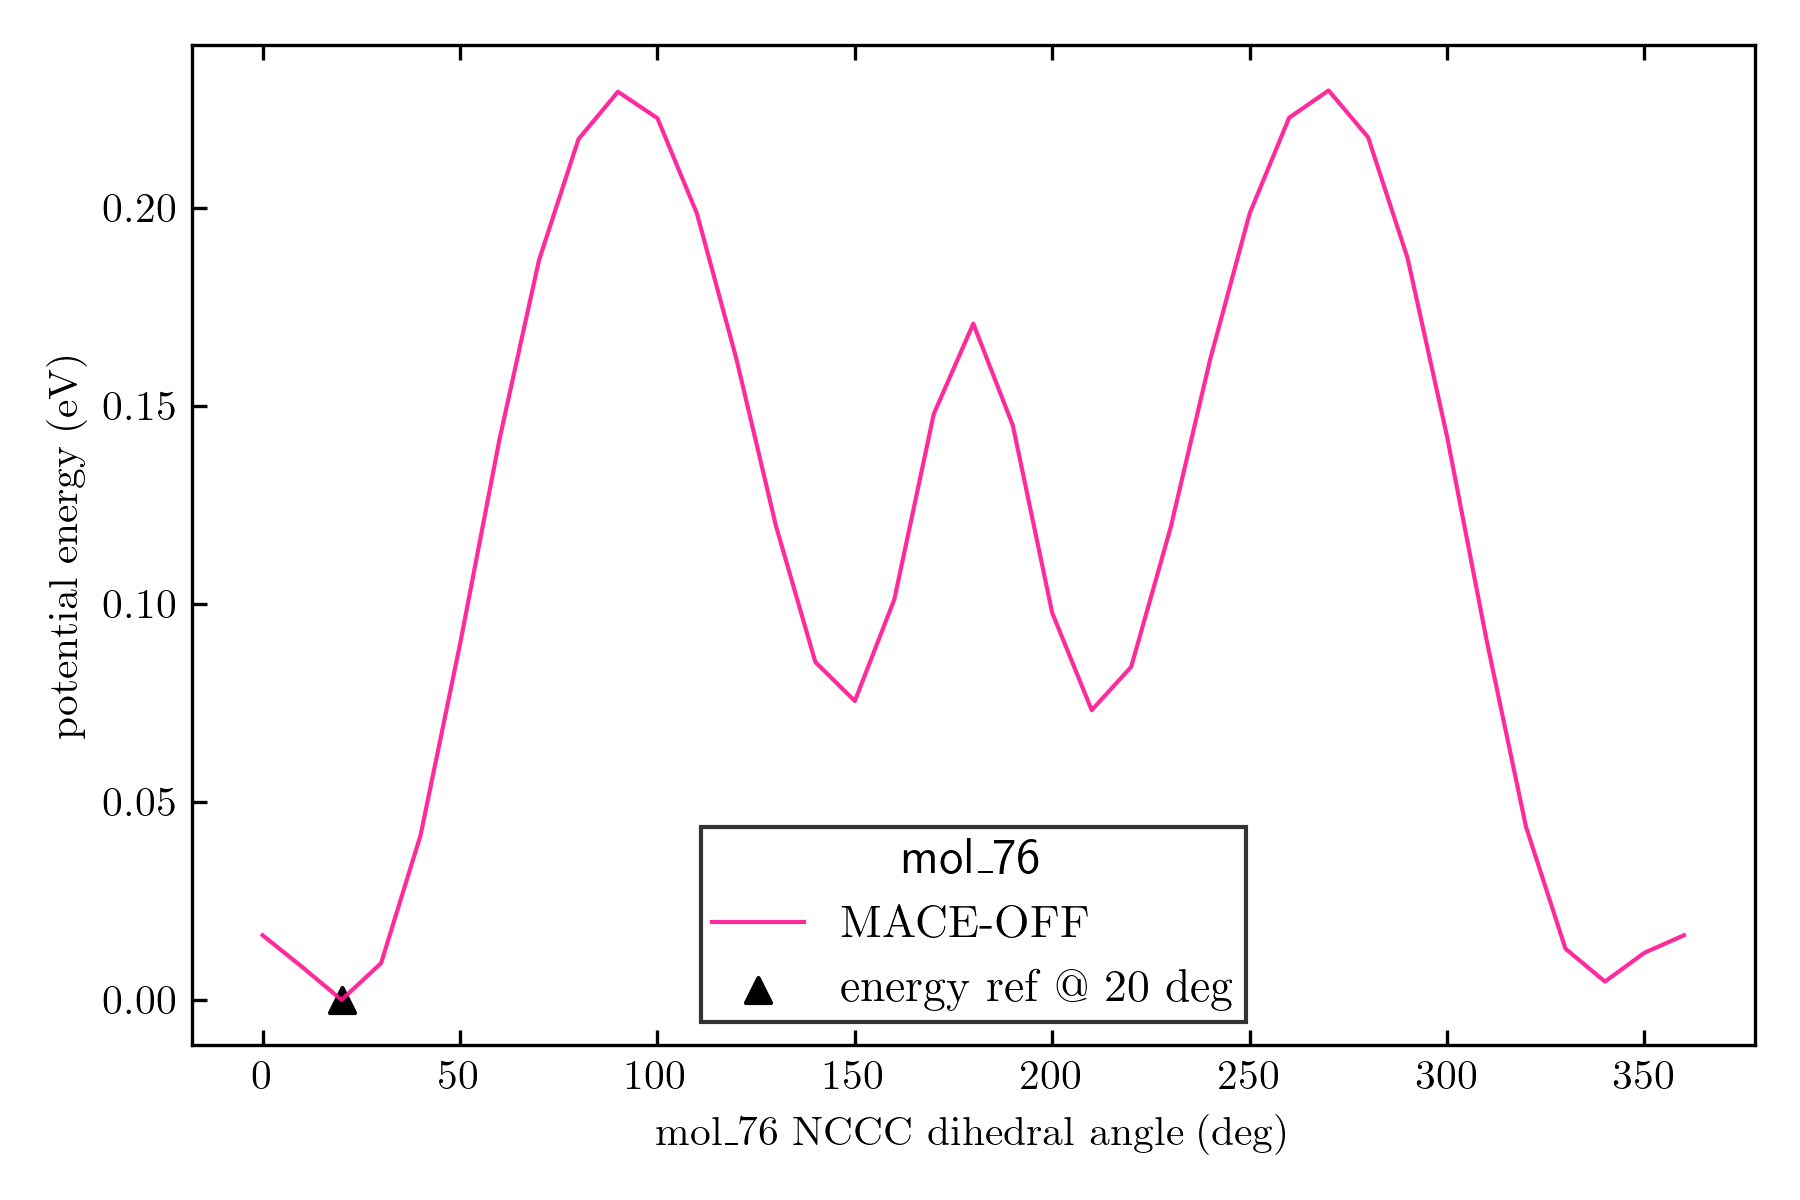 0.20
0.15
0.10
0.05
0.00
potential energy (eV)
mol_76
MACE-OFF
energy ref @ 20 deg
0 50 100 150 200 250 300 350
mol_76 NCCC dihedral angle (deg)